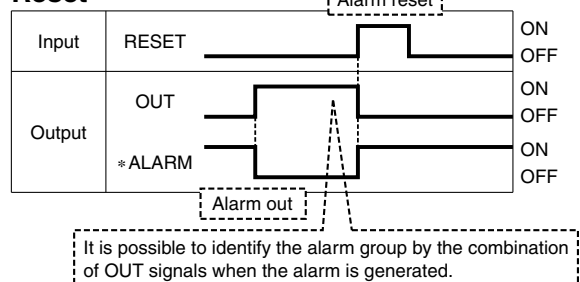 Reset
Alarm reset
Input RESET ON
OFF
Output OUT ON
OFF
∗ALARM ON
OFF
Alarm out
It is possible to identify the alarm group by the combination
of OUT signals when the alarm is generated.